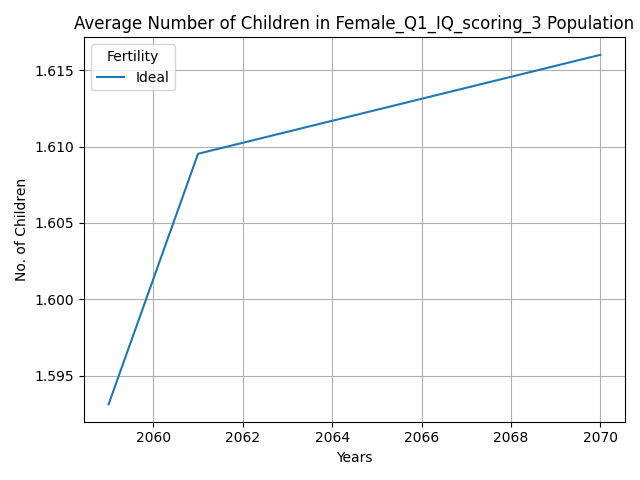 Average Number of Children in Female_Q1_IQ_scoring_3 Population
Fertility
Ideal
1.615
1.610
1.605
1.600
1.595
No. of Children
2060 2062 2064 2066 2068 2070
Years